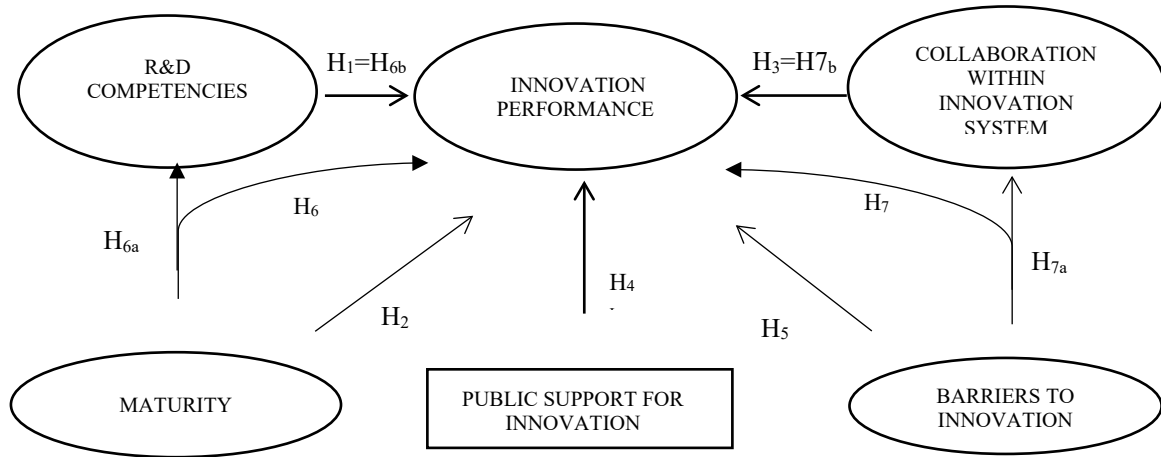 R&D
COMPETENCIES
H₁=H₆b
INNOVATION
PERFORMANCE
H₃=H7b
COLLABORATION
WITHIN
INNOVATION
SYSTEM
H₆
H₇
H₆a
H₇a
H₂
H₄
H₅
MATURITY
PUBLIC SUPPORT FOR
INNOVATION
BARRIERS TO
INNOVATION